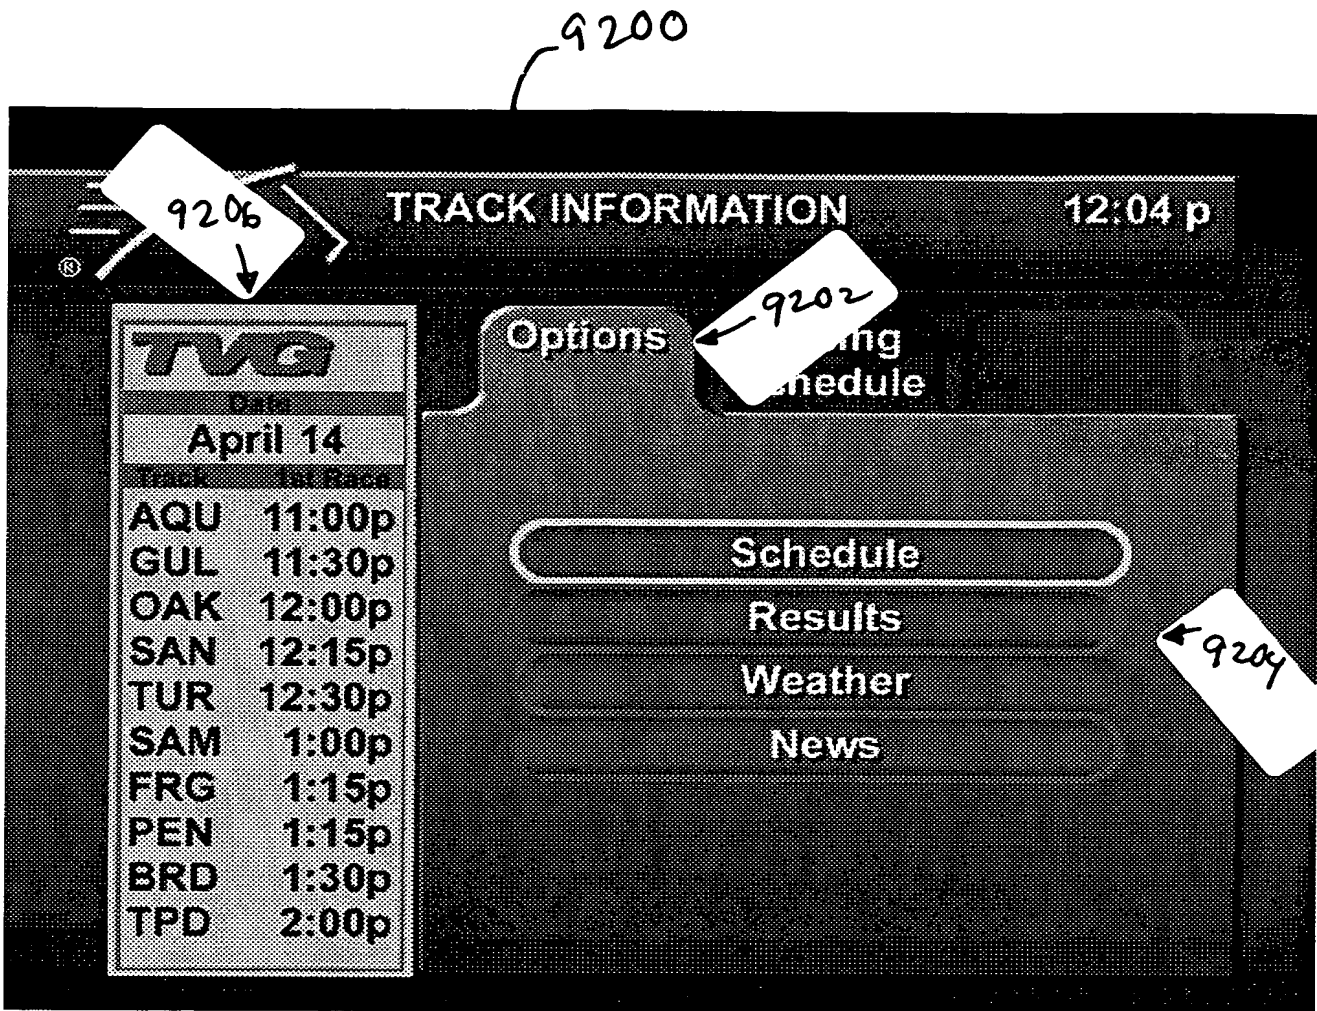 9200
9206
TRACK INFORMATION
12:04 p
®
9202
TVG
Date
April 14
Track 1st Race
AQU 11:00p
GUL 11:30p
OAK 12:00p
SAN 12:15p
TUR 12:30p
SAM 1:00p
FRG 1:15p
PEN 1:15p
BRD 1:30p
TPD 2:00p
Options
Schedule
Results
Weather
News
9204